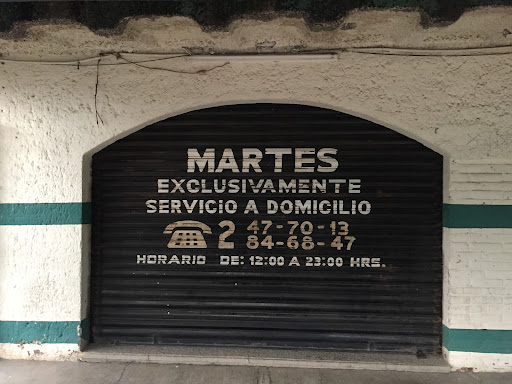 MARTES
EXCLUSIVAMENTE
SERVICIO A DOMICILIO
2 47-70-13
84-68-47
HORARIO DE: 12:00 A 23:00 HRS.